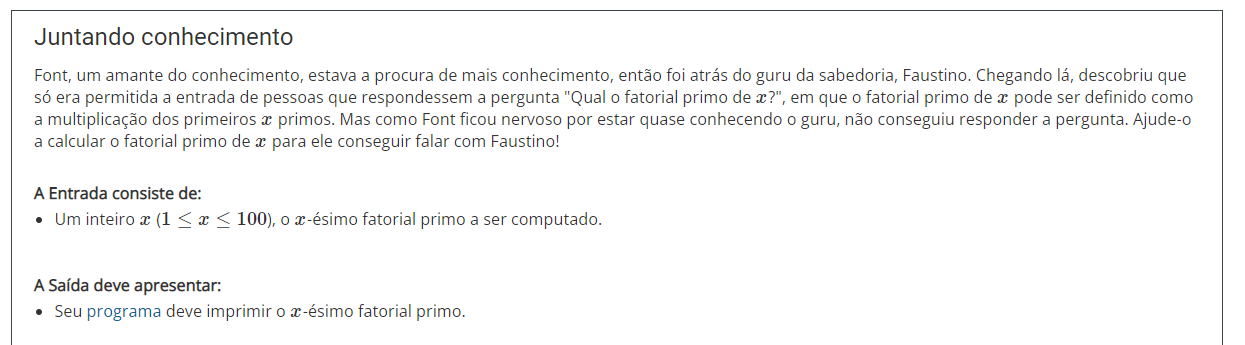 Juntando conhecimento
Font, um amante do conhecimento, estava a procura de mais conhecimento, então foi atrás do guru da sabedoria, Faustino. Chegando lá, descobriu que
só era permitida a entrada de pessoas que respondessem a pergunta "Qual o fatorial primo de x?", em que o fatorial primo de x pode ser definido como
a multiplicação dos primeiros x primos. Mas como Font ficou nervoso por estar quase conhecendo o guru, não conseguiu responder a pergunta. Ajude-o
a calcular o fatorial primo de x para ele conseguir falar com Faustino!
A Entrada consiste de:
• Um inteiro x (1 ≤ x ≤ 100), o x-ésimo fatorial primo a ser computado.
A Saída deve apresentar:
• Seu programa deve imprimir o x-ésimo fatorial primo.